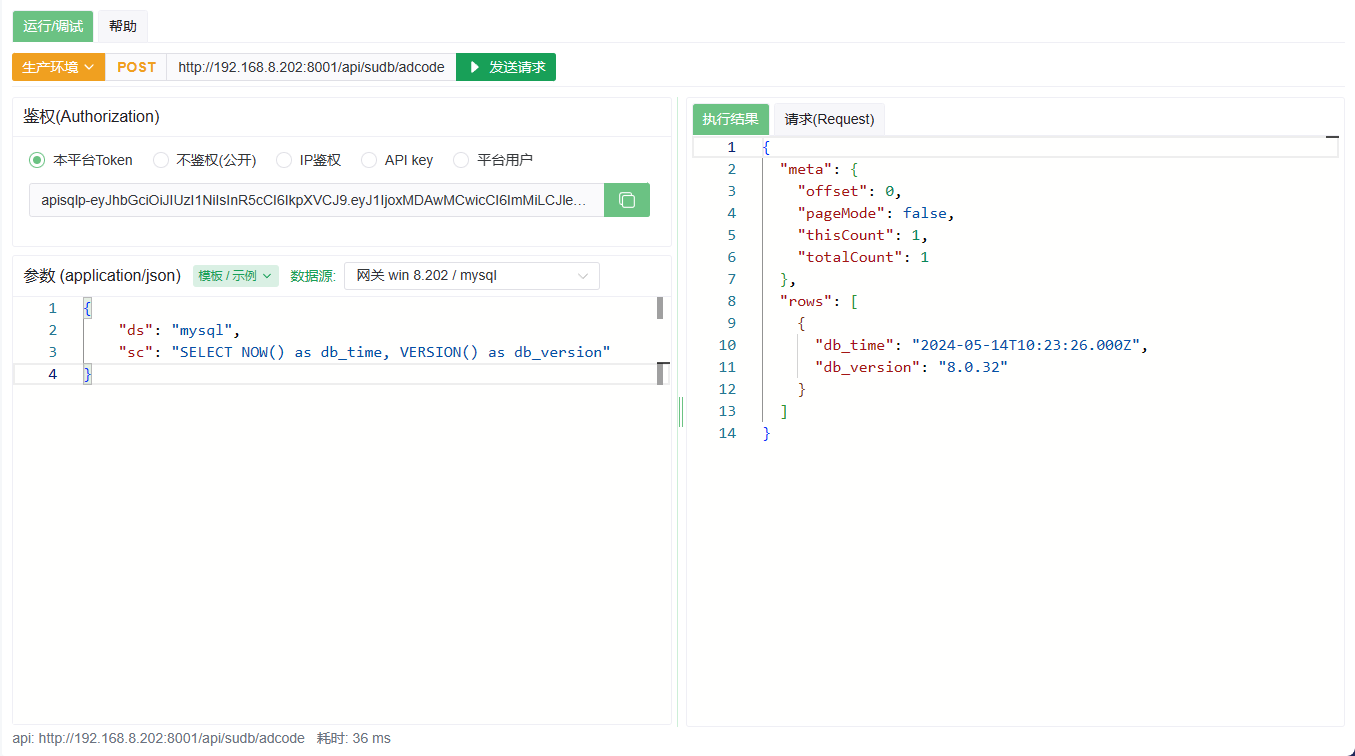 运行/调试 帮助
生产环境 POST http://192.168.8.202:8001/api/sudb/adcode 发送请求
鉴权(Authorization)
本平台Token 不鉴权(公开) IP鉴权 API key 平台用户
apisqlp-eyJhbGciOiJIUzI1NiIsInR5cCI6IkpXVCJ9.eyJ1IjoxMDAwMCwicCI6ImMiLCJle...
参数 (application/json) 模板 / 示例 数据源: 网关 win 8.202 / mysql
1 {
2 "ds": "mysql",
3 "sc": "SELECT NOW() as db_time, VERSION() as db_version"
4 }
执行结果 请求(Request)
1 {
2 "meta": {
3 "offset": 0,
4 "pageMode": false,
5 "thisCount": 1,
6 "totalCount": 1
7 },
8 "rows": [
9 {
10 "db_time": "2024-05-14T10:23:26.000Z",
11 "db_version": "8.0.32"
12 }
13 ]
14 }
api: http://192.168.8.202:8001/api/sudb/adcode 耗时: 36 ms